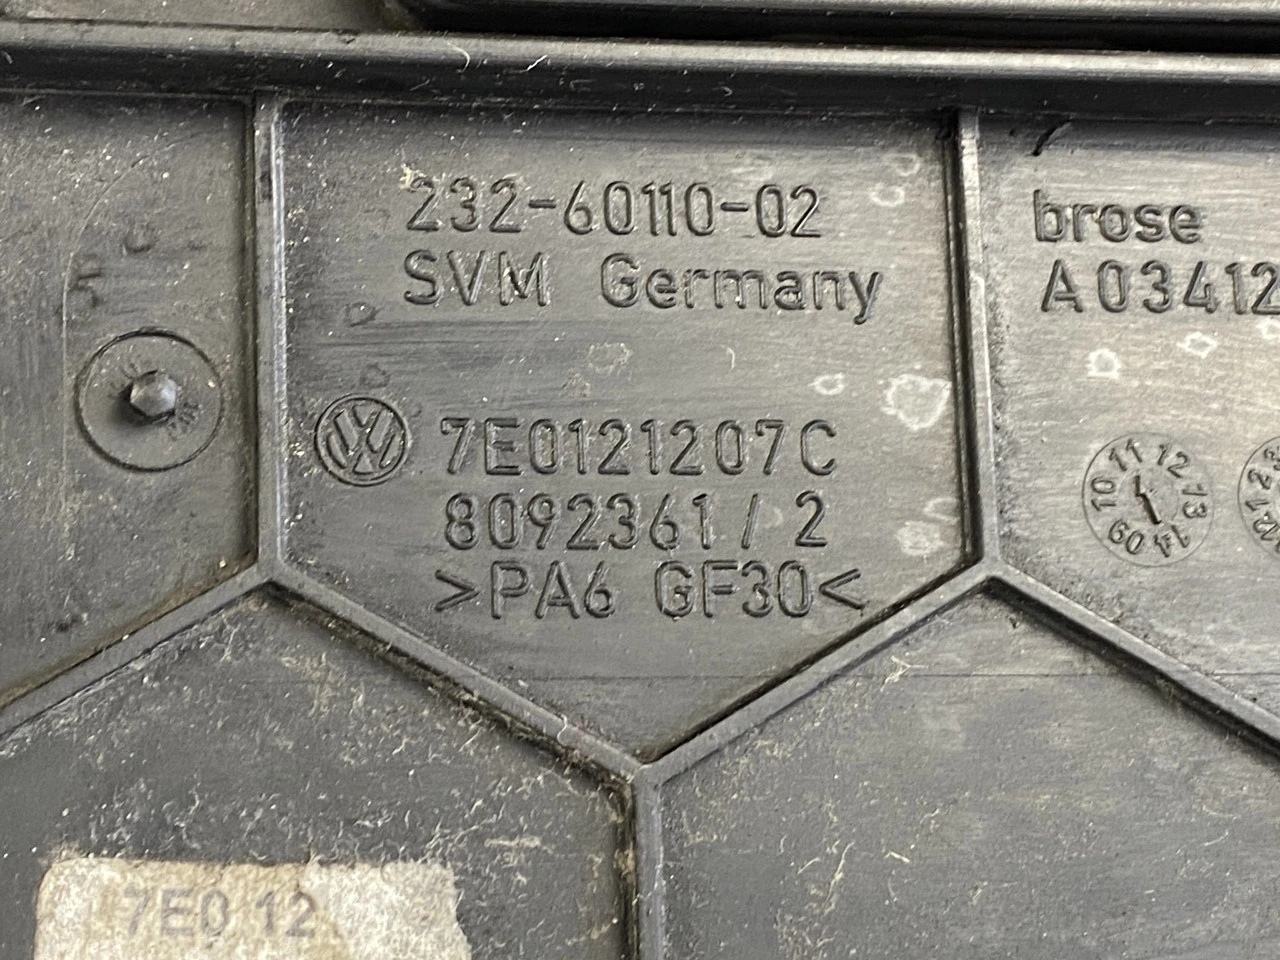 232-60110-02
SVM Germany
brose
A03412
7E0121207C
8092361 / 2
>PA6 GF30<
09 10 11 12 13 14
7E0 12